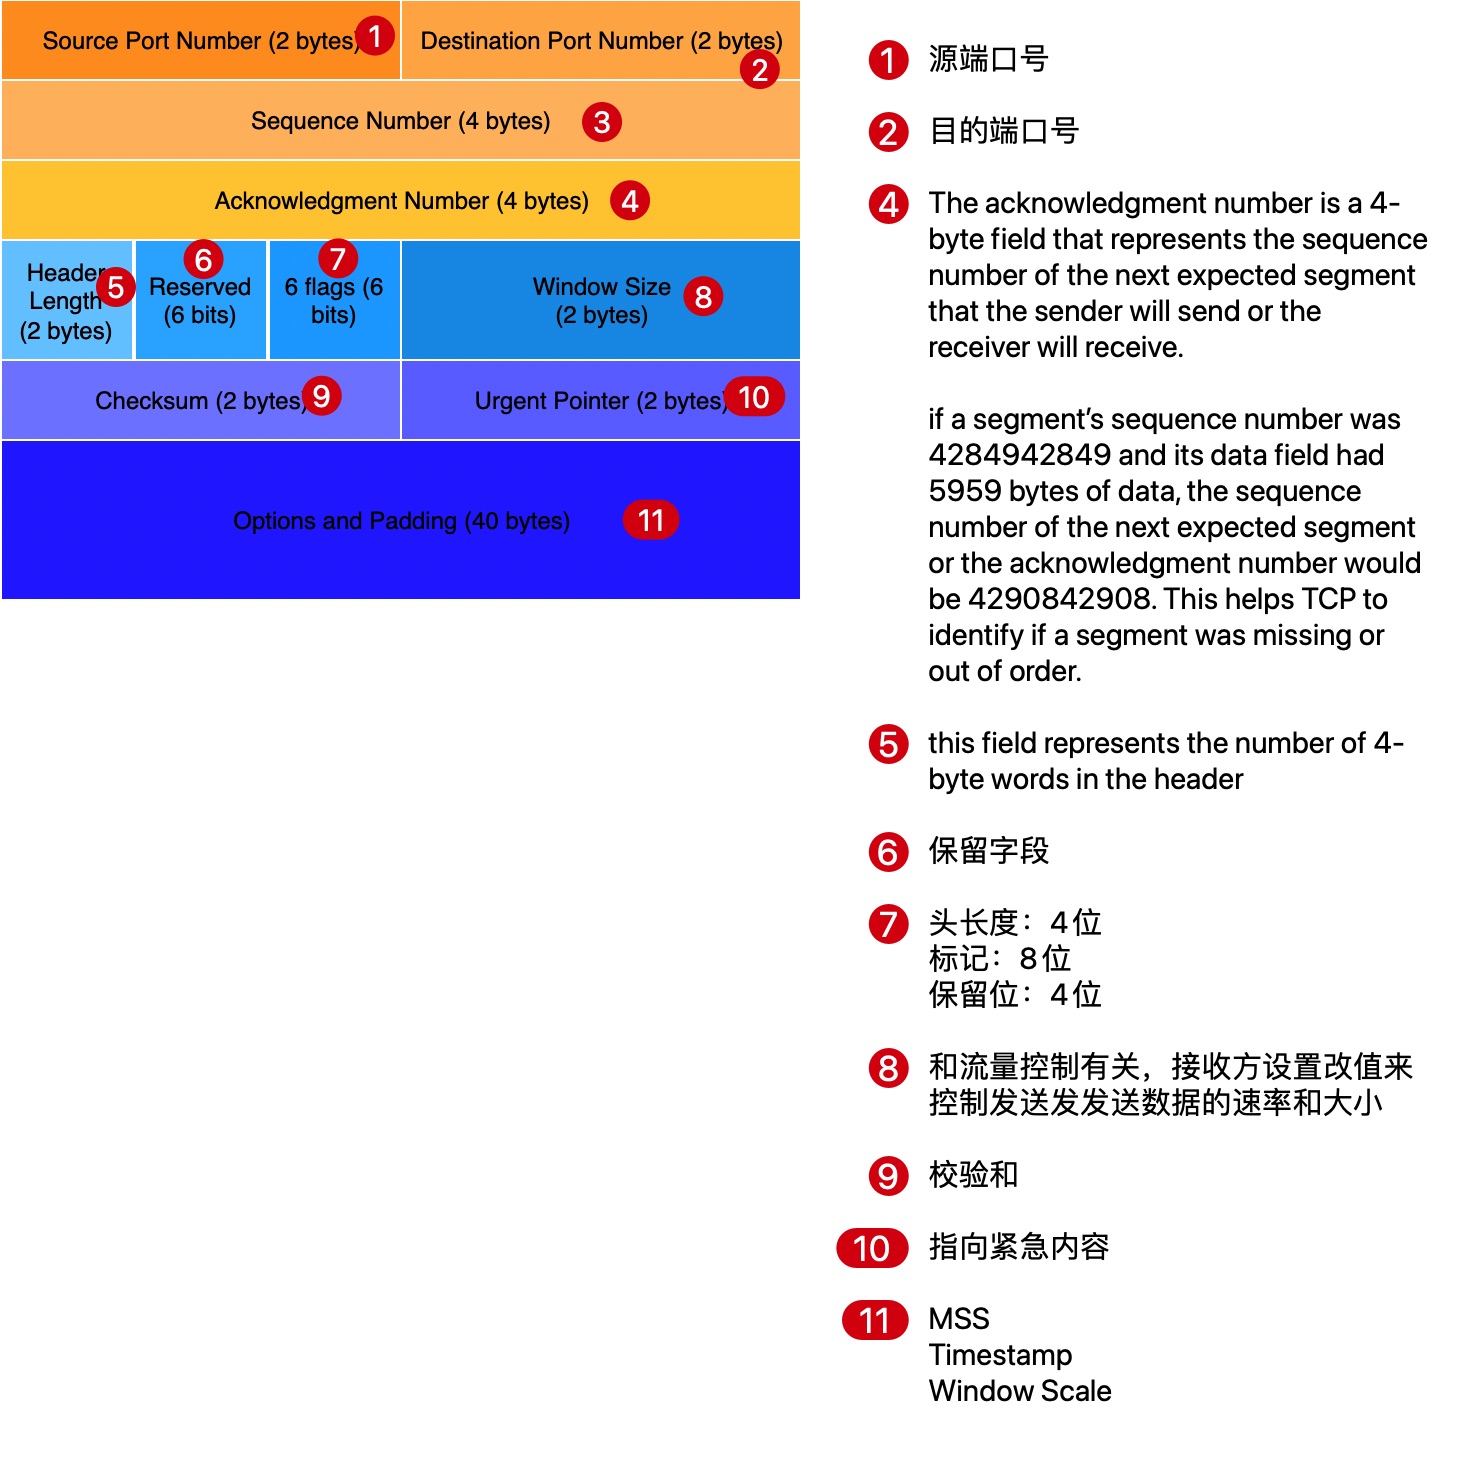 Source Port Number (2 bytes) 1
Destination Port Number (2 bytes)
2
Sequence Number (4 bytes) 3
Acknowledgment Number (4 bytes) 4
Header
Length 5
(2 bytes)
6
Reserved
(6 bits)
7
6 flags (6
bits)
Window Size
(2 bytes) 8
Checksum (2 bytes) 9
Urgent Pointer (2 bytes) 10
Options and Padding (40 bytes) 11
1 源端口号
2 目的端口号
4 The acknowledgment number is a 4-
byte field that represents the sequence
number of the next expected segment
that the sender will send or the
receiver will receive.
if a segment’s sequence number was
4284942849 and its data field had
5959 bytes of data, the sequence
number of the next expected segment
or the acknowledgment number would
be 4290842908. This helps TCP to
identify if a segment was missing or
out of order.
5 this field represents the number of 4-
byte words in the header
6 保留字段
7 头长度：4位
标记：8位
保留位：4位
8 和流量控制有关，接收方设置改值来
控制发送发发送数据的速率和大小
9 校验和
10 指向紧急内容
11 MSS
Timestamp
Window Scale